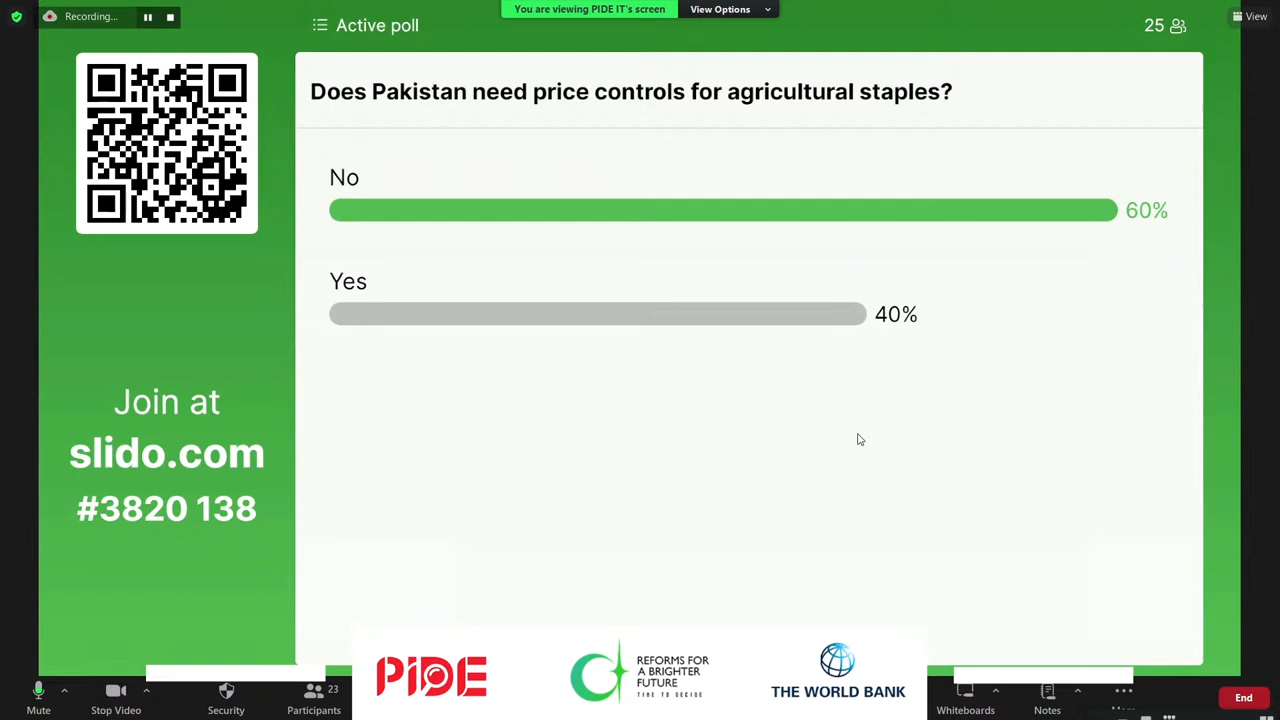 Recording...
You are viewing PIDE IT's screen
View Options
View
Active poll
25
Does Pakistan need price controls for agricultural staples?
No
60%
Yes
40%
Join at
slido.com
#3820 138
PIDE
REFORMS FOR
A BRIGHTER
FUTURE
TIME TO DECIDE
THE WORLD BANK
Mute
Stop Video
Security
Participants
23
Whiteboards
Notes
End